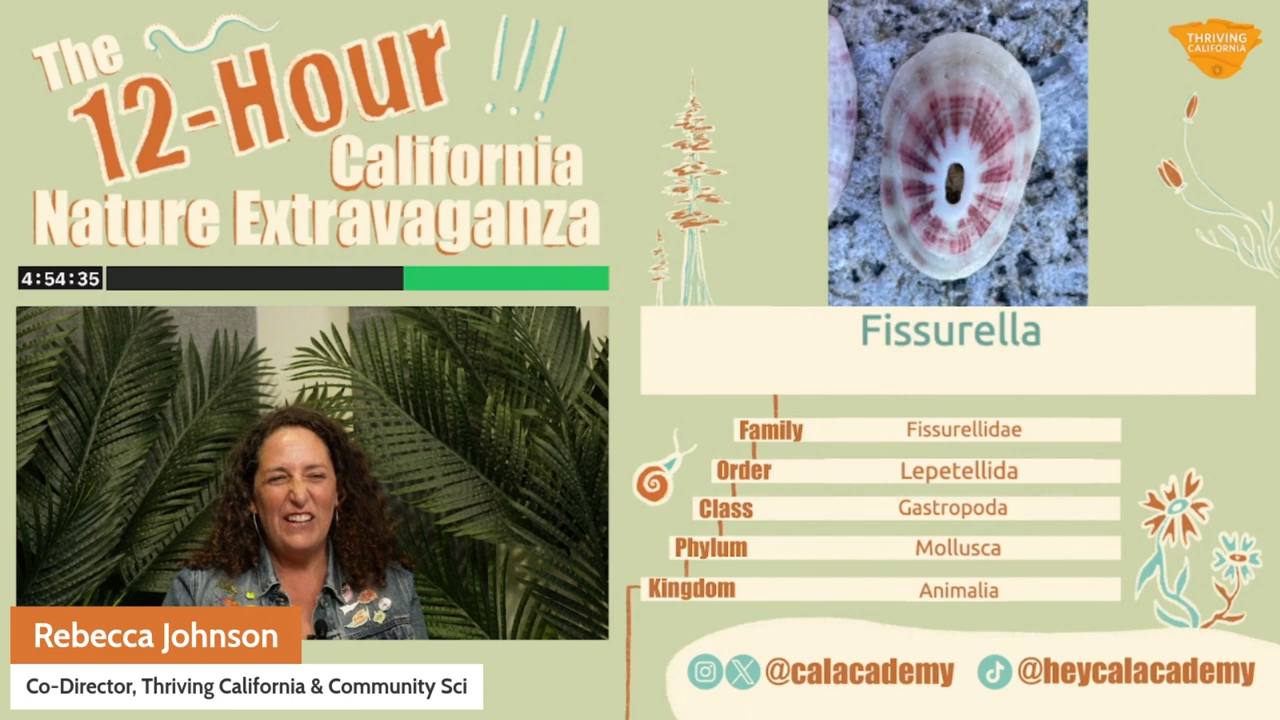 The
12-Hour!!!
California
Nature Extravaganza
4:54:35
THRIVING
CALIFORNIA
Fissurella
Family Fissurellidae
Order Lepetellida
Class Gastropoda
Phylum Mollusca
Kingdom Animalia
Rebecca Johnson
Co-Director, Thriving California & Community Sci
@calacademy @heycalacademy